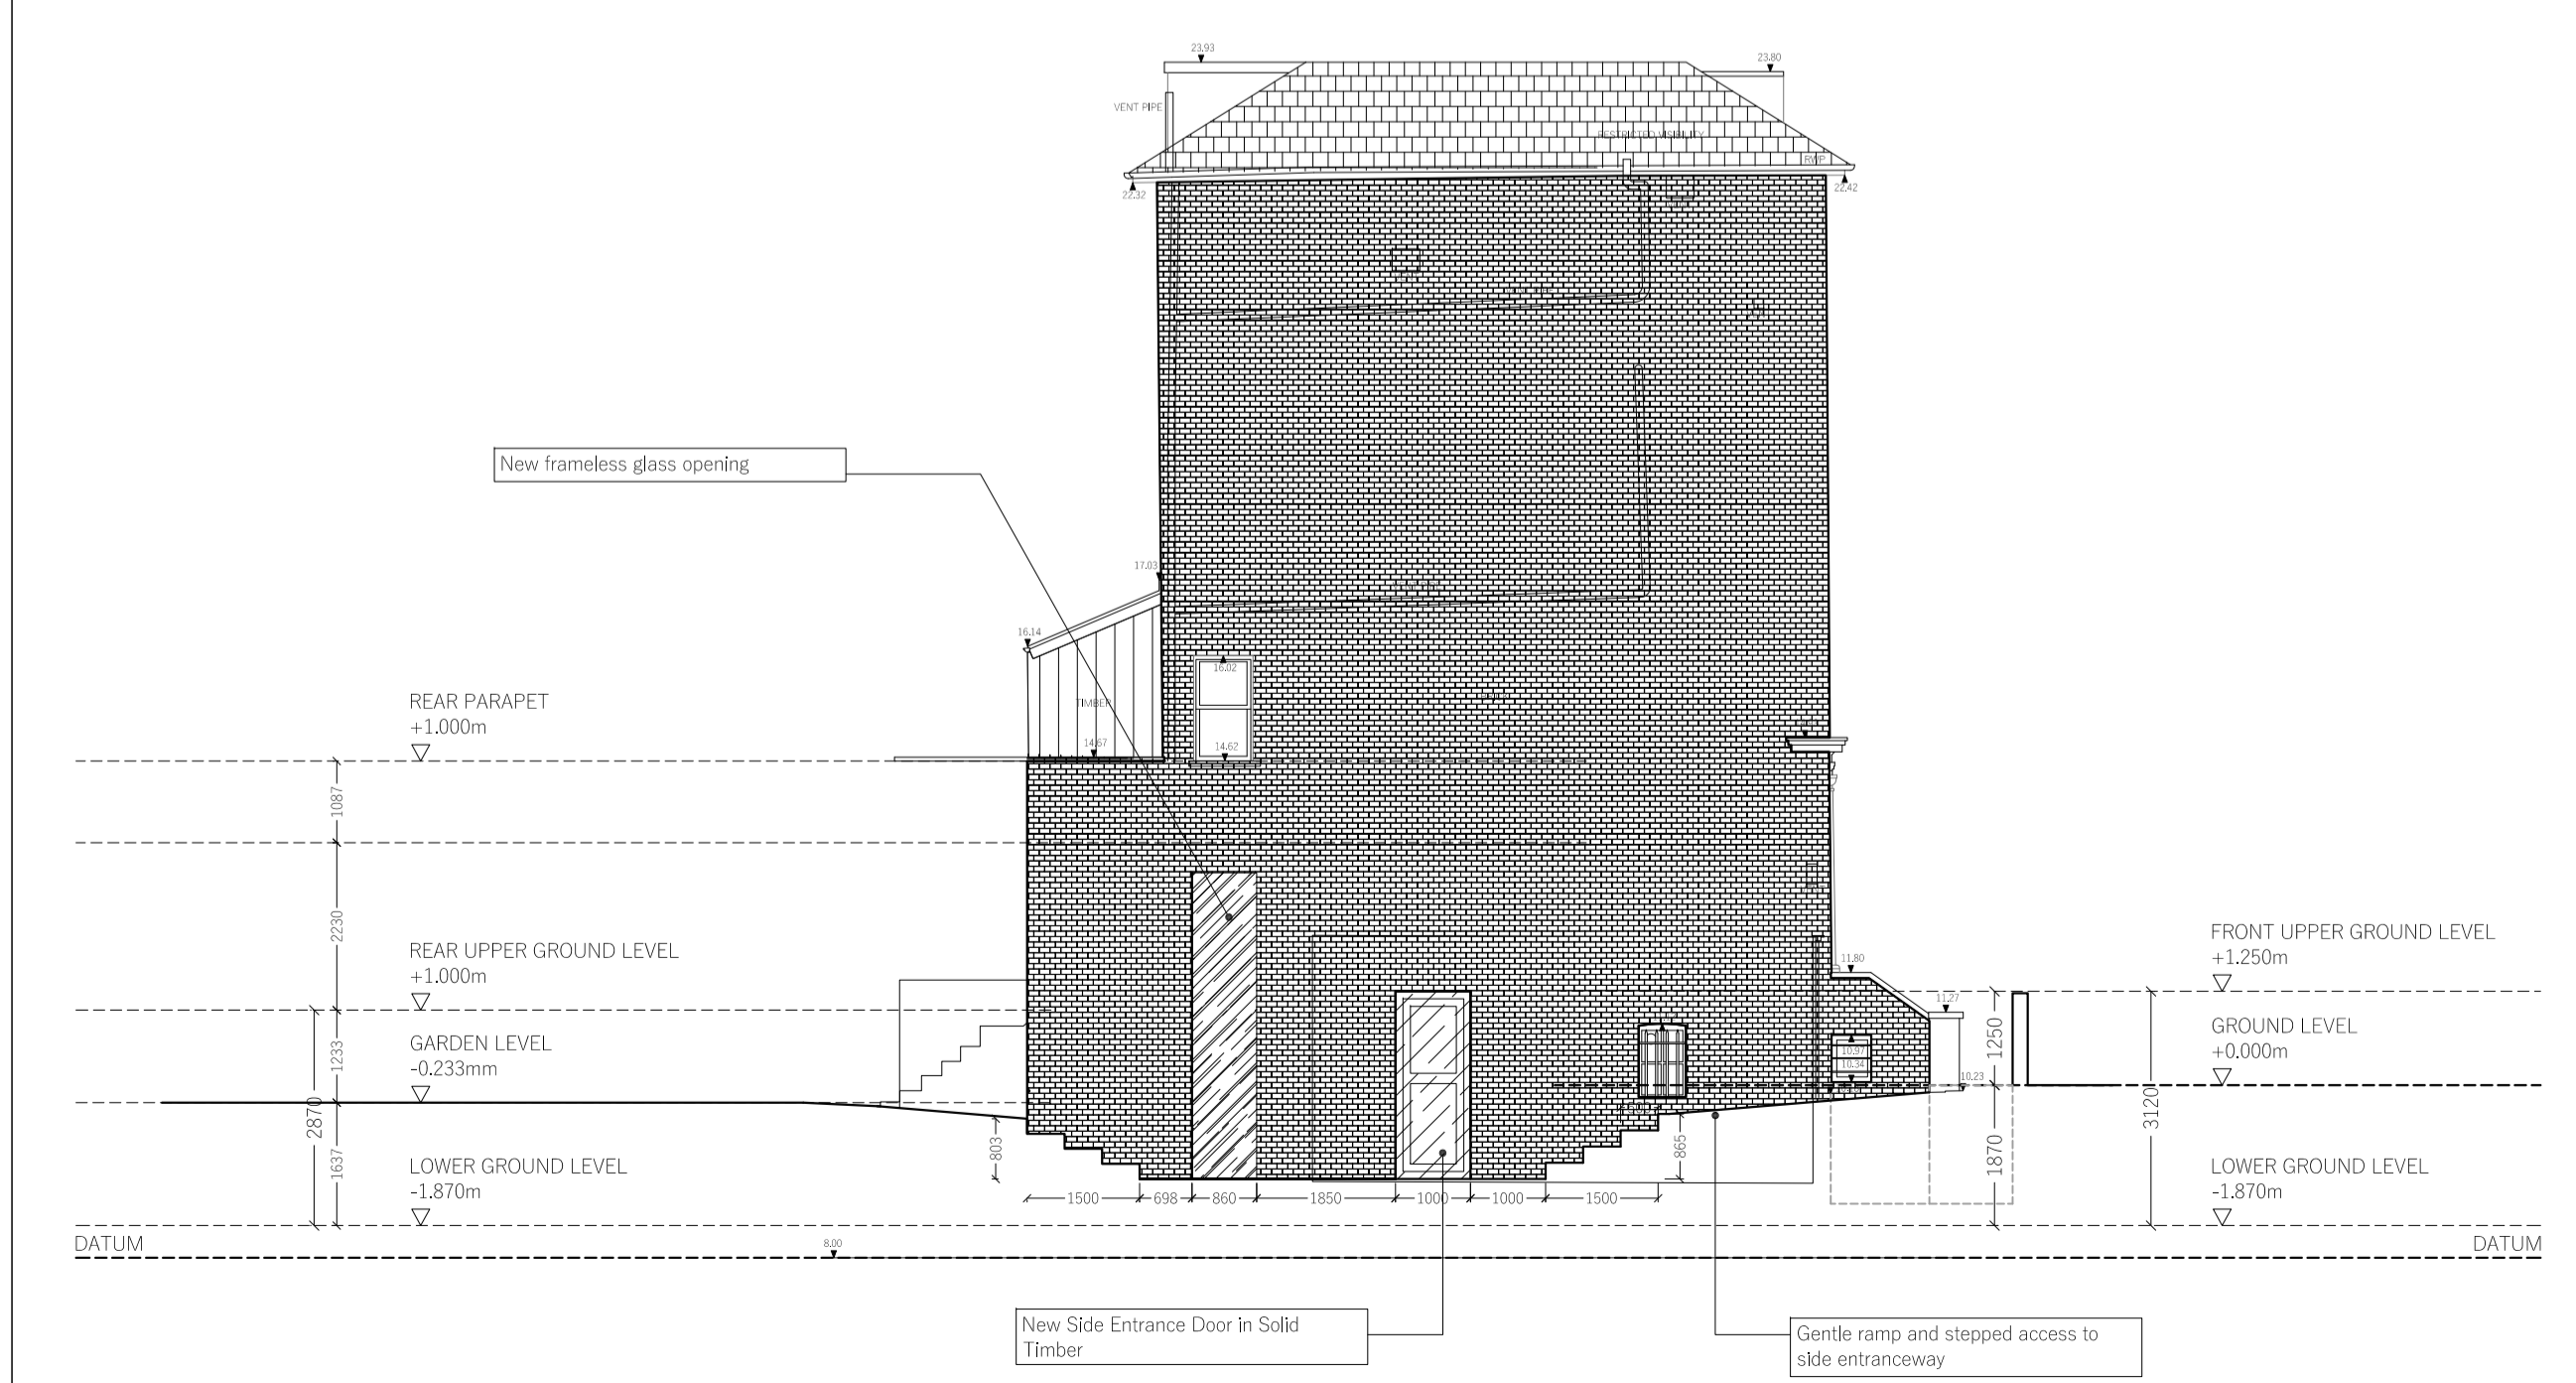 23.93
23.80
VENT PIPE
RESTRICTED VISIBILITY
RWP
22.32
22.42
New frameless glass opening
17.03
VENT PIPE
16.14
16.02
TIMBER
14.67
14.62
REAR PARAPET
+1.000m
1087
2230
REAR UPPER GROUND LEVEL
+1.000m
GARDEN LEVEL
-0.233mm
1233
2870
1637
LOWER GROUND LEVEL
-1.870m
FRONT UPPER GROUND LEVEL
+1.250m
GROUND LEVEL
+0.000m
LOWER GROUND LEVEL
-1.870m
11.80
11.27
10.97
10.34
10.23
1250
1870
3120
803
865
1500
698
860
1850
1000
1000
1500
DATUM
8.00
DATUM
New Side Entrance Door in Solid
Timber
Gentle ramp and stepped access to
side entranceway